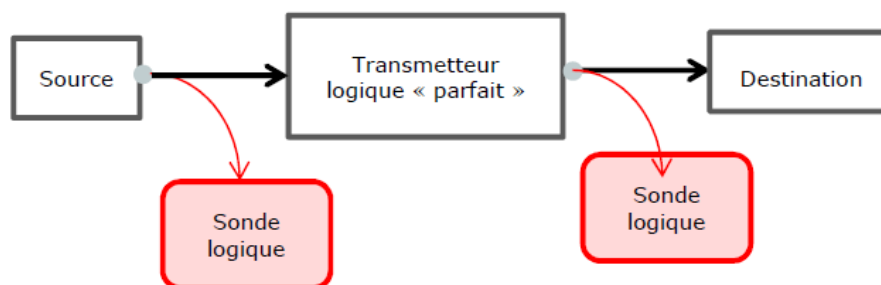 Source
Transmetteur
logique « parfait »
Destination
Sonde
logique
Sonde
logique